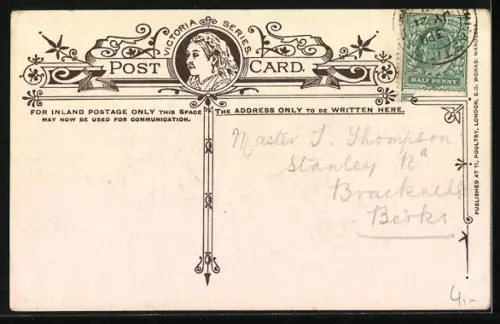 VICTORIA SERIES.
POST CARD.
HALF PENNY
FOR INLAND POSTAGE ONLY THIS SPACE
MAY NOW BE USED FOR COMMUNICATION.
THE ADDRESS ONLY TO BE WRITTEN HERE.
Master T. Thompson
Stanley Rd
Bracknell
Berks
PUBLISHED AT 11, POULTRY, LONDON, E.C. WORKS:
4,-